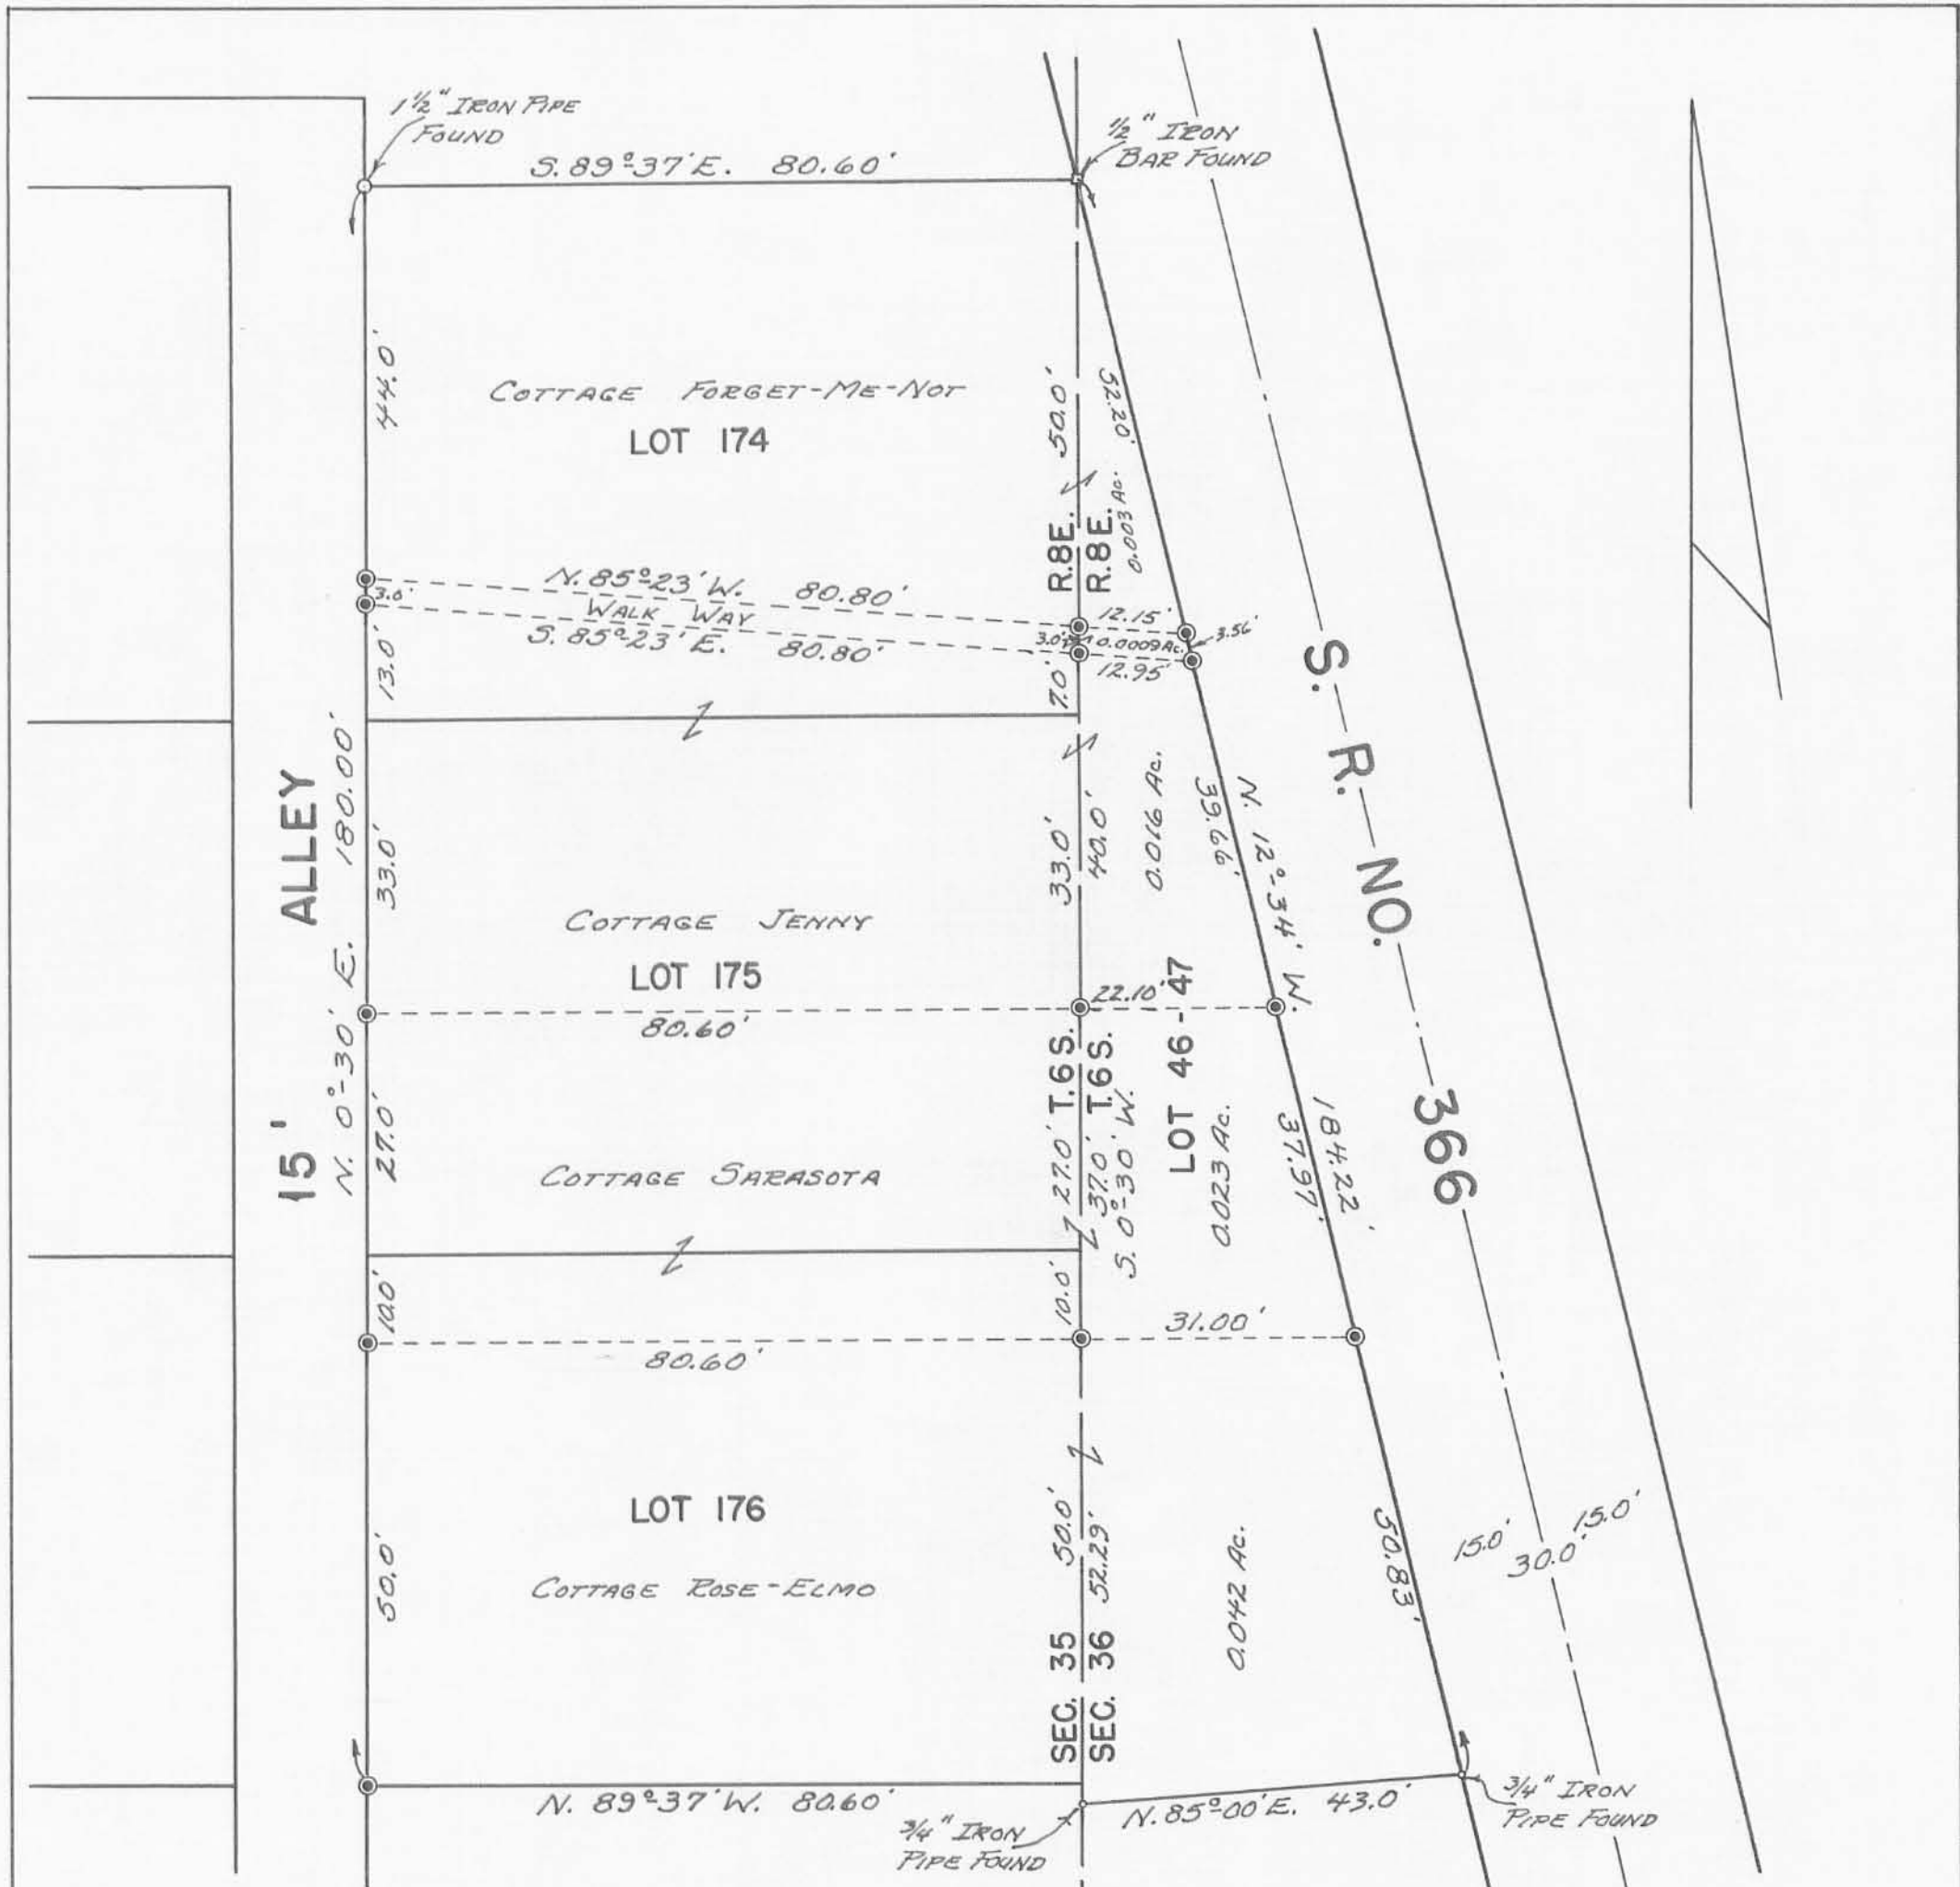 1 1/2" IRON PIPE
FOUND
S. 89°-37' E. 80.60'
1/2" IRON
BAR FOUND
44.0'
COTTAGE FORGET-ME-NOT
LOT 174
50.0'
52.20'
0.003 Ac.
R.8E.
R.8E.
N. 85°-23' W. 80.80'
3.0'
WALK WAY
S. 85°-23' E. 80.80'
12.15'
3.56'
3.0'
0.0009 Ac.
12.95'
13.0'
7.0'
15' ALLEY
N. 0°-30' E. 180.00'
33.0'
COTTAGE JENNY
LOT 175
33.0'
40.0'
0.016 Ac.
39.66'
N. 12°-34' W. 184.22'
S. R. NO. 366
80.60'
22.10'
T.6S.
T.6S.
LOT 46-47
27.0'
COTTAGE SARASOTA
27.0'
37.0'
S. 0°-30' W.
0.023 Ac.
37.97'
10.0'
10.0'
80.60'
31.00'
LOT 176
COTTAGE ROSE-ELMO
50.0'
50.0'
52.29'
0.042 Ac.
50.83'
15.0'
15.0'
30.0'
SEC. 35
SEC. 36
N. 89°-37' W. 80.60'
3/4" IRON
PIPE FOUND
N. 85°-00' E. 43.0'
3/4" IRON
PIPE FOUND